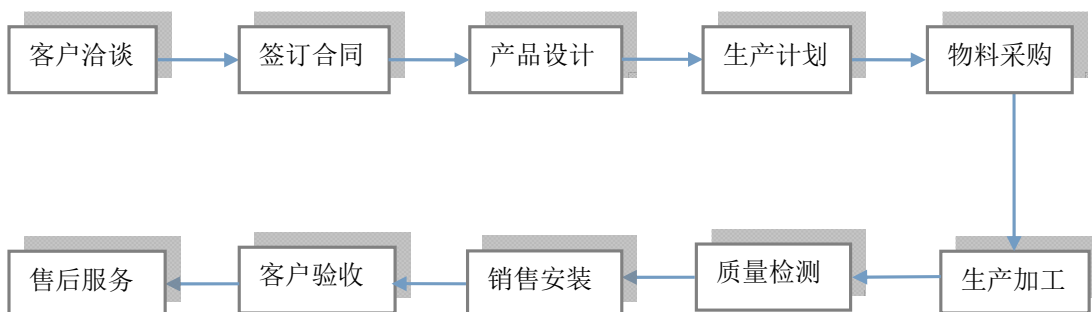 客户洽谈
签订合同
产品设计
生产计划
物料采购
生产加工
质量检测
销售安装
客户验收
售后服务